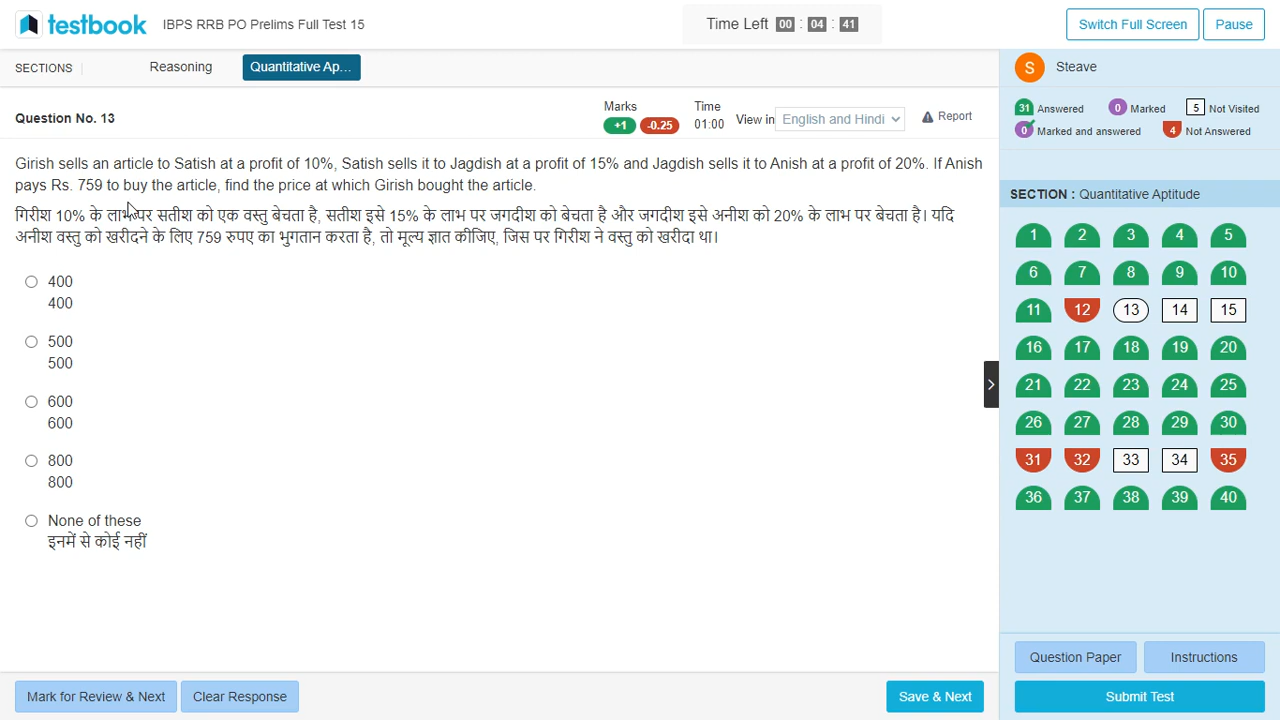 testbook IBPS RRB PO Prelims Full Test 15 Time Left 00 : 04 : 41 Switch Full Screen Pause
SECTIONS Reasoning Quantitative Ap... S Steave
Question No. 13 Marks +1 -0.25 Time 01:00 View in English and Hindi Report
31 Answered 0 Marked 5 Not Visited
0 Marked and answered 4 Not Answered
Girish sells an article to Satish at a profit of 10%, Satish sells it to Jagdish at a profit of 15% and Jagdish sells it to Anish at a profit of 20%. If Anish
pays Rs. 759 to buy the article, find the price at which Girish bought the article.
गिरीश 10% के लाभ पर सतीश को एक वस्तु बेचता है, सतीश इसे 15% के लाभ पर जगदीश को बेचता है और जगदीश इसे अनीश को 20% के लाभ पर बेचता है। यदि
अनीश वस्तु को खरीदने के लिए 759 रुपए का भुगतान करता है, तो मूल्य ज्ञात कीजिए, जिस पर गिरीश ने वस्तु को खरीदा था।
400
400
500
500
600
600
800
800
None of these
इनमें से कोई नहीं
SECTION : Quantitative Aptitude
1 2 3 4 5
6 7 8 9 10
11 12 13 14 15
16 17 18 19 20
21 22 23 24 25
26 27 28 29 30
31 32 33 34 35
36 37 38 39 40
Question Paper Instructions
Mark for Review & Next Clear Response Save & Next Submit Test